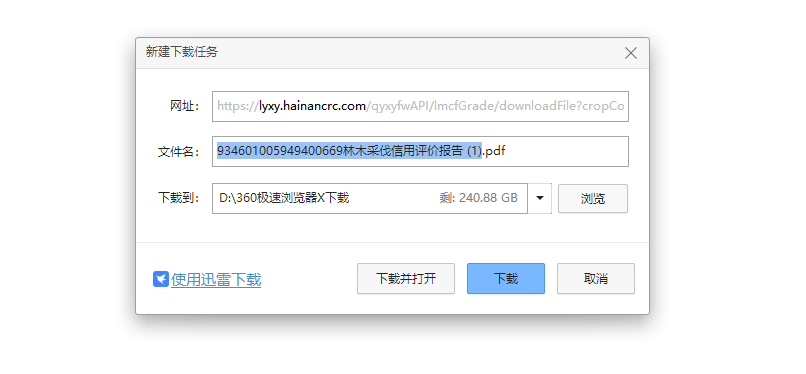 新建下载任务
网址: https://lyxy.hainancrc.com/qyxyfwAPI/lmcfGrade/downloadFile?cropCo
文件名: 934601005949400669林木采伐信用评价报告 (1).pdf
下载到: D:\360极速浏览器X下载 剩: 240.88 GB 浏览
使用迅雷下载 下载并打开 下载 取消